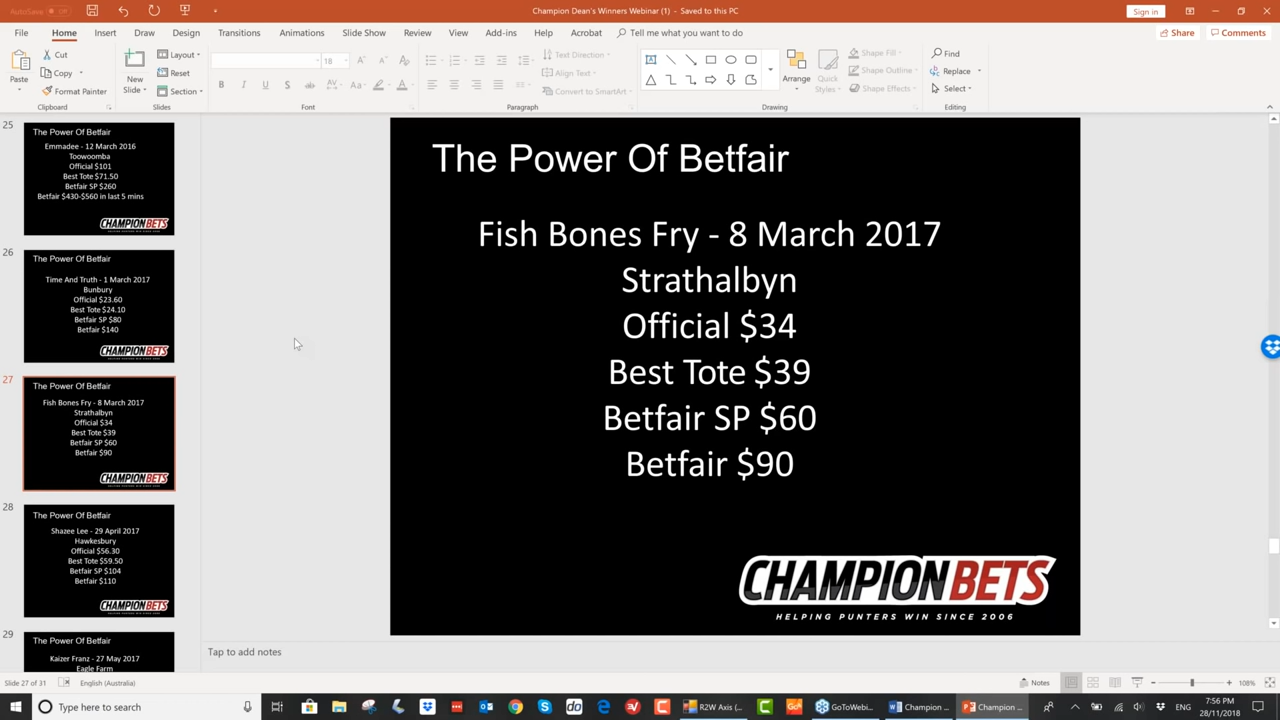 AutoSave Off
Champion Dean's Winners Webinar (1) - Saved to this PC
Sign in
File Home Insert Draw Design Transitions Animations Slide Show Review View Add-ins Help Acrobat Tell me what you want to do
Share Comments
Paste
Cut
Copy
Format Painter
Clipboard
New Slide
Layout
Reset
Section
Slides
18
Font
Text Direction
Align Text
Convert to SmartArt
Paragraph
Arrange
Quick Styles
Shape Fill
Shape Outline
Shape Effects
Drawing
Find
Replace
Select
Editing
25
The Power Of Betfair
Emmadee - 12 March 2016
Toowoomba
Official $101
Best Tote $71.50
Betfair SP $260
Betfair $430-$560 in last 5 mins
CHAMPIONBETS
26
The Power Of Betfair
Time And Truth - 1 March 2017
Bunbury
Official $23.60
Best Tote $24.10
Betfair SP $80
Betfair $140
CHAMPIONBETS
27
The Power Of Betfair
Fish Bones Fry - 8 March 2017
Strathalbyn
Official $34
Best Tote $39
Betfair SP $60
Betfair $90
CHAMPIONBETS
28
The Power Of Betfair
Shazee Lee - 29 April 2017
Hawkesbury
Official $56.30
Best Tote $59.50
Betfair SP $104
Betfair $110
CHAMPIONBETS
29
The Power Of Betfair
Kaizer Franz - 27 May 2017
Eagle Farm
The Power Of Betfair
Fish Bones Fry - 8 March 2017
Strathalbyn
Official $34
Best Tote $39
Betfair SP $60
Betfair $90
CHAMPIONBETS
HELPING PUNTERS WIN SINCE 2006
Tap to add notes
Slide 27 of 31
English (Australia)
Notes
108%
Type here to search
R2W Axis (...
GoToWebi...
Champion ...
Champion ...
ENG
7:56 PM
28/11/2018